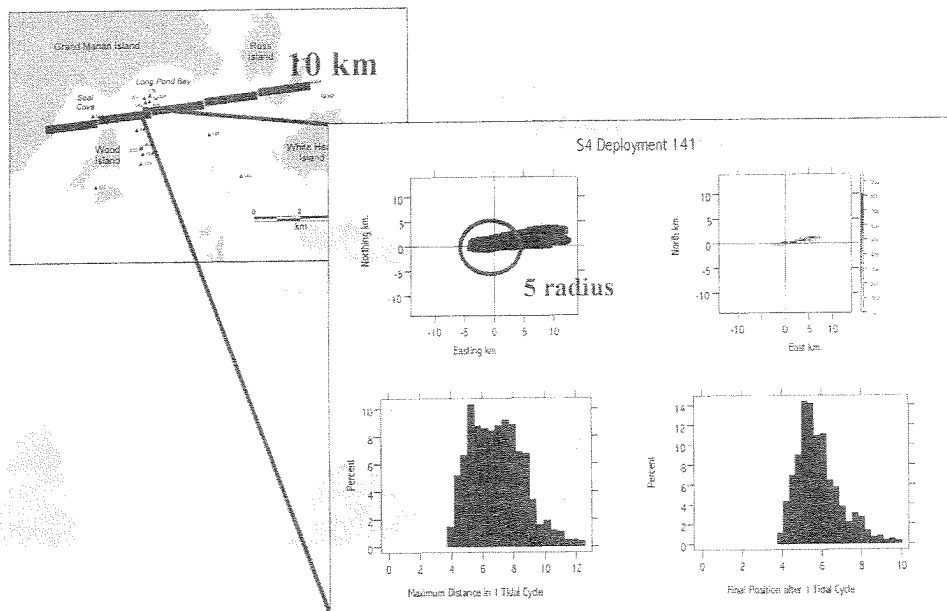 Grand Manan Island
Ross
Island
10 km
Long Pond Bay
Seal
Cove
Wood
Island
White He
Island
0 2
km
S4 Deployment 141
Northing km.
10
5
0
-5
-10
-10 -5 0 5 10
Easting km.
5 radius
North km.
10
5
0
-5
-10
-10 -5 0 5 10
East km.
Percent
10
8
6
4
2
0
0 2 4 6 8 10 12
Maximum Distance in 1 Tidal Cycle
Percent
14
12
10
8
6
4
2
0
0 2 4 6 8 10
Final Position after 1 Tidal Cycle